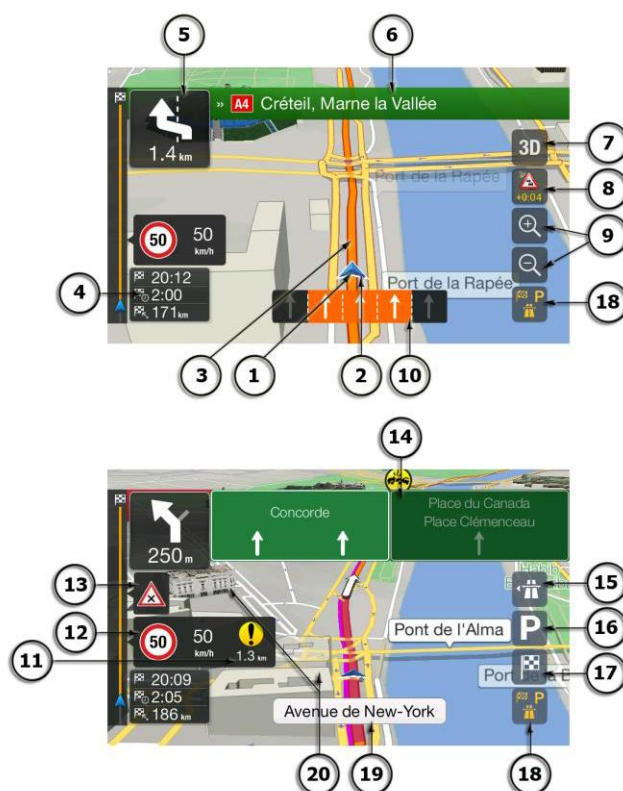 5
6
» A4 Créteil, Marne la Vallée
1.4 km
3D
7
Port de la Rapée
+0:04
8
50
50
km/h
9
4
20:12
2:00
171 km
Port de la Rapée
P
18
3
1
2
10
14
Concorde
Place du Canada
Place Clémenceau
250 m
13
15
12
50
50
km/h
!
P
16
11
1.3 km
Pont de l'Alma
17
20:09
2:05
186 km
Avenue de New-York
P
20
19
18